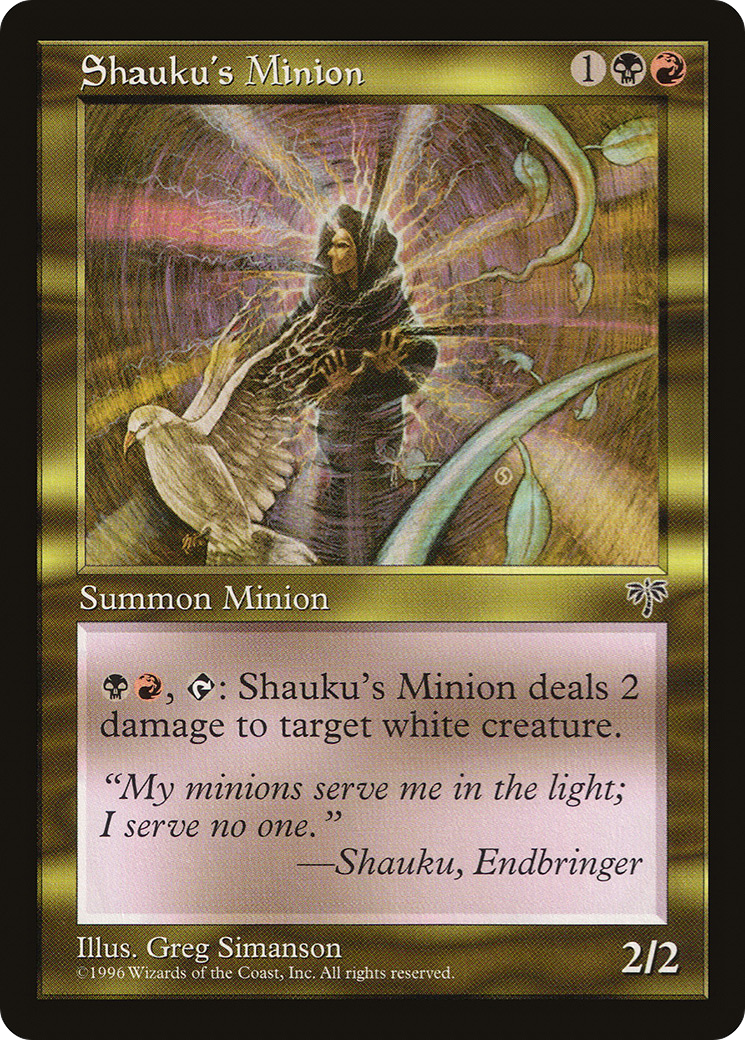 Shauku's Minion
1
Summon Minion
, : Shauku's Minion deals 2
damage to target white creature.
“My minions serve me in the light;
I serve no one.”
—Shauku, Endbringer
Illus. Greg Simanson
©1996 Wizards of the Coast, Inc. All rights reserved.
2/2